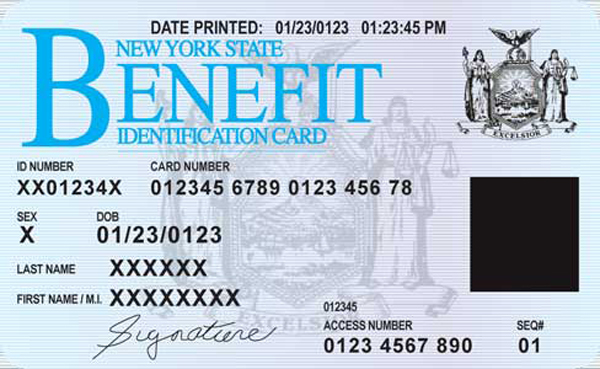 DATE PRINTED: 01/23/0123 01:23:45 PM
NEW YORK STATE
BENEFIT
IDENTIFICATION CARD
EXCELSIOR
ID NUMBER CARD NUMBER
XX01234X 012345 6789 0123 456 78
SEX DOB
X 01/23/0123
LAST NAME XXXXXX
FIRST NAME / M.I. XXXXXXXX
EXCELSIOR
Signature
012345
ACCESS NUMBER SEQ#
0123 4567 890 01